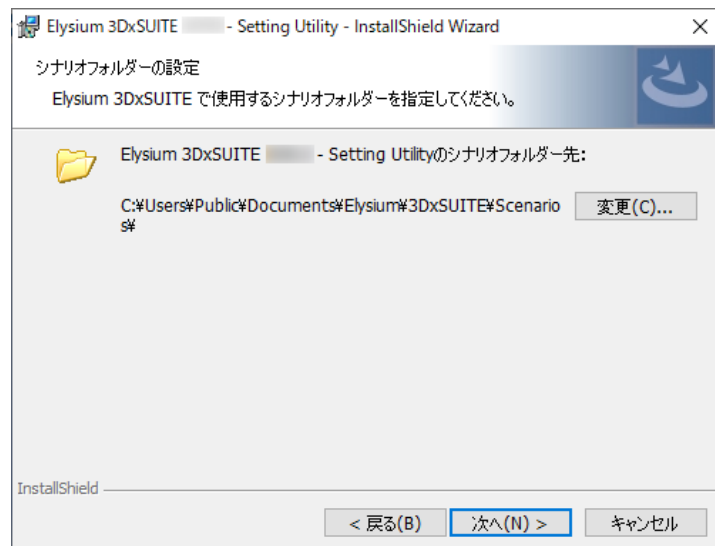 Elysium 3DxSUITE - Setting Utility - InstallShield Wizard
シナリオフォルダーの設定
Elysium 3DxSUITE で使用するシナリオフォルダーを指定してください。
Elysium 3DxSUITE - Setting Utilityのシナリオフォルダー先:
C:¥Users¥Public¥Documents¥Elysium¥3DxSUITE¥Scenario
s¥
変更(C)...
InstallShield
< 戻る(B)
次へ(N) >
キャンセル